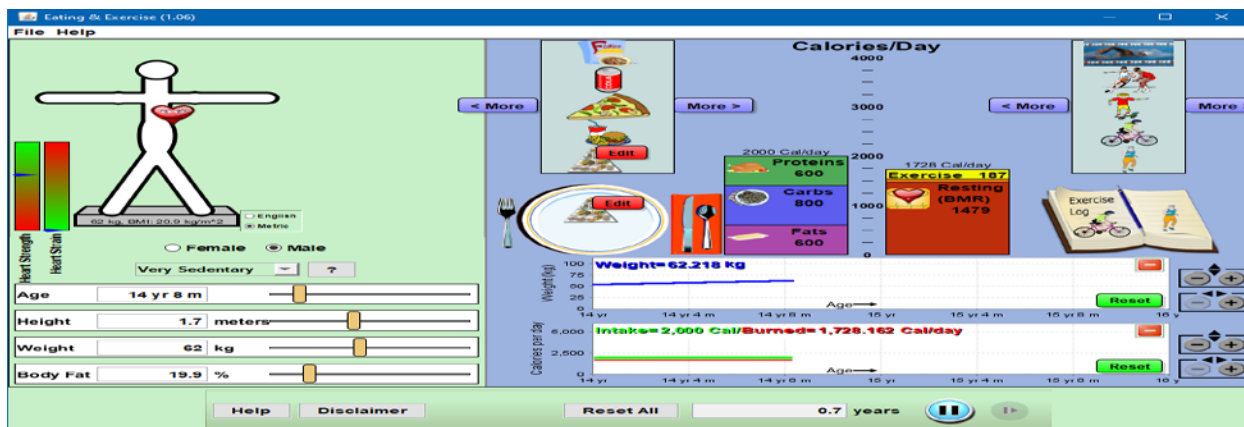 Eating & Exercise (1.06)
File Help
Calories/Day
4000
3000
2000
1000
0
< More
More >
< More
More >
Edit
Edit
2000 Cal/day
Proteins
600
Carbs
800
Fats
600
1728 Cal/day
Exercise 187
Resting
(BMR)
1479
Exercise
Log
62 kg, BMI: 20.9 kg/m^2
English
Metric
Heart Strength
Heart Strain
Female
Male
Very Sedentary
?
Age 14 yr 8 m
Height 1.7 meters
Weight 62 kg
Body Fat 19.9 %
Weight (kg)
100
75
50
25
0
Weight= 62.218 kg
Age
Reset
14 yr 14 yr 4 m 14 yr 8 m 15 yr 15 yr 4 m 15 yr 8 m 16 y
Calories per day
5,000
2,500
0
Intake= 2,000 Cal/Burned= 1,728.162 Cal/day
Age
Reset
14 yr 14 yr 4 m 14 yr 8 m 15 yr 15 yr 4 m 15 yr 8 m 16 y
Help
Disclaimer
Reset All
0.7 years